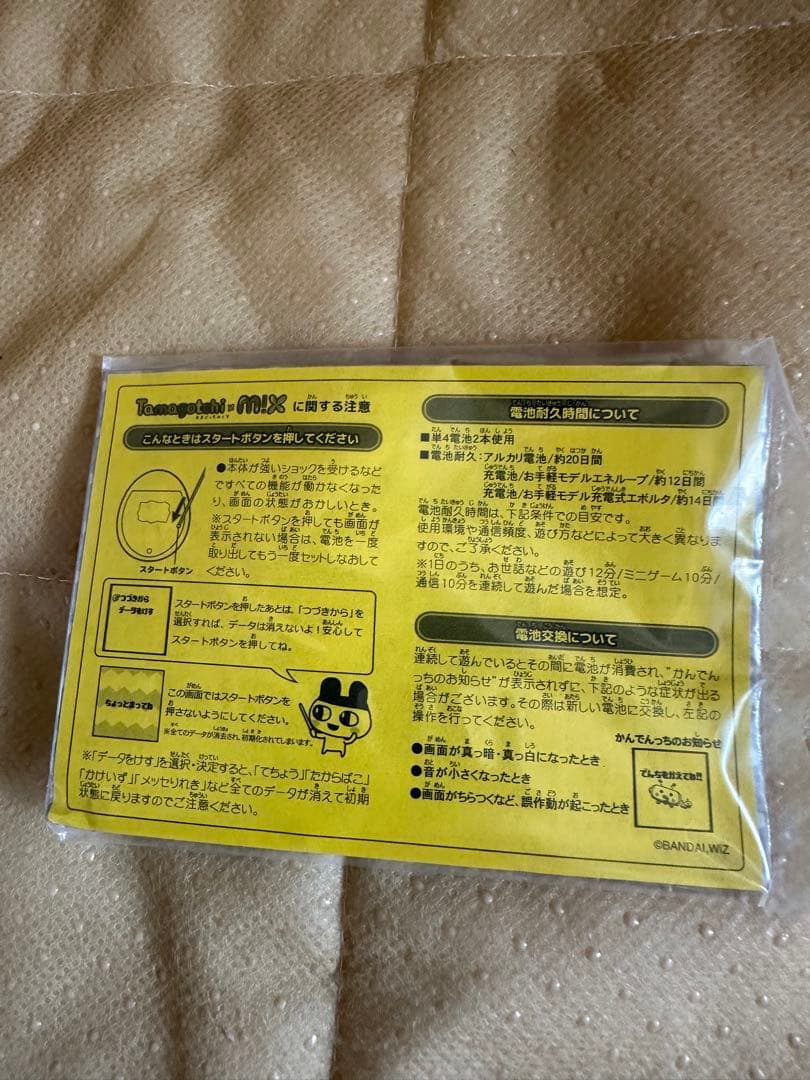 Tamagotchi m!x に関する注意
こんなときはスタートボタンを押してください
●本体が強いショックを受けるなど
ですべての機能が働かなくなった
り、画面の状態がおかしいとき。
※スタートボタンを押しても画面が
表示されない場合は、電池を一度
取り出してもう一度セットしなおして
ください。
スタートボタン
つづきから
データをけす
スタートボタンを押したあとは、「つづきから」を
選択すれば、データは消えないよ!安心して
スタートボタンを押してね。
ちょっとまってね
この画面ではスタートボタンを
押さないようにしてください。
※全てのデータが消去され、初期化されてしまいます。
※「データをけす」を選択・決定すると、「てちょう」「たからばこ」
「かけいず」「メッセりれき」など全てのデータが消えて初期
状態に戻りますのでご注意ください。
電池耐久時間について
■単4電池2本使用
■電池耐久:アルカリ電池/約20日間
充電池/お手軽モデルエネループ/約12日間
充電池/お手軽モデル充電式エボルタ/約14日間
電池耐久時間は、下記条件での目安です。
使用環境や通信頻度、遊び方などによって大きく異なりま
すので、ご了承ください。
※1日のうち、お世話などの遊び12分/ミニゲーム10分/
通信10分を連続して遊んだ場合を想定。
電池交換について
連続して遊んでいるとその間に電池が消費され、"かんでん
っちのお知らせ"が表示されずに、下記のような症状が出る
場合がございます。その際は新しい電池に交換し、左記の
操作を行ってください。
かんでんっちのお知らせ
●画面が真っ暗・真っ白になったとき
●音が小さくなったとき
●画面がちらつくなど、誤作動が起こったとき
でんちをかえてね!!
©BANDAI,WiZ